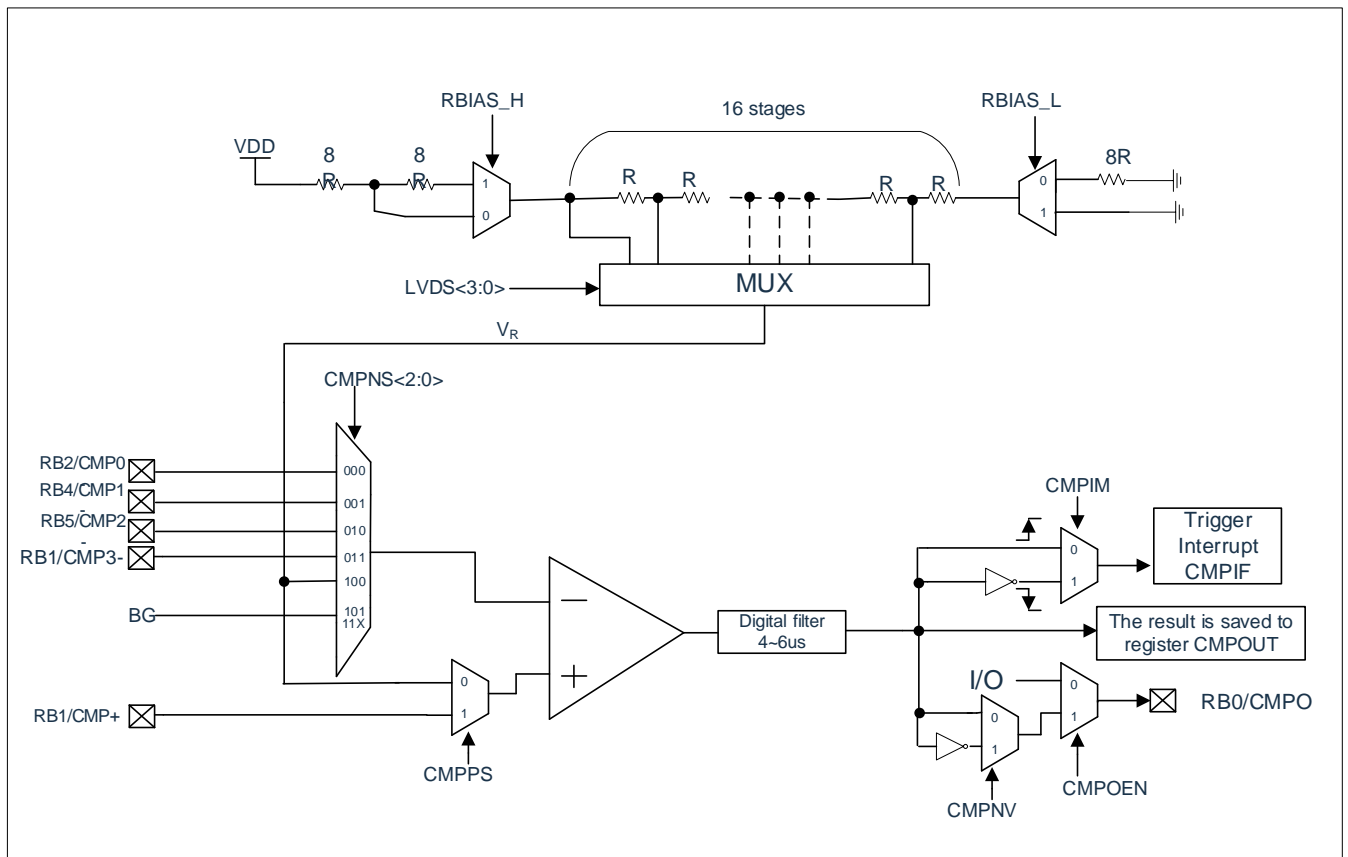 RBIAS_H
16 stages
RBIAS_L
VDD
8
R
8
R
1
0
R
R
R
R
0
1
8R
LVDS<3:0>
MUX
VR
CMPNS<2:0>
RB2/CMP0
-
RB4/CMP1
-
RB5/CMP2
-
RB1/CMP3-
BG
000
001
010
011
100
101
11X
RB1/CMP+
0
1
CMPPS
Digital filter
4~6us
CMPIM
0
1
Trigger
Interrupt
CMPIF
The result is saved to
register CMPOUT
I/O
0
1
0
1
RB0/CMPO
CMPOEN
CMPNV